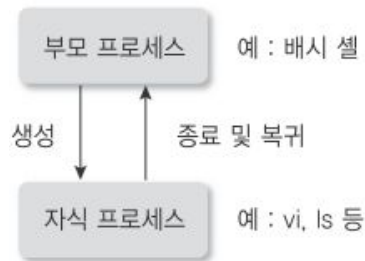 부모 프로세스
예 : 배시 셸
생성
종료 및 복귀
자식 프로세스
예 : vi, ls 등